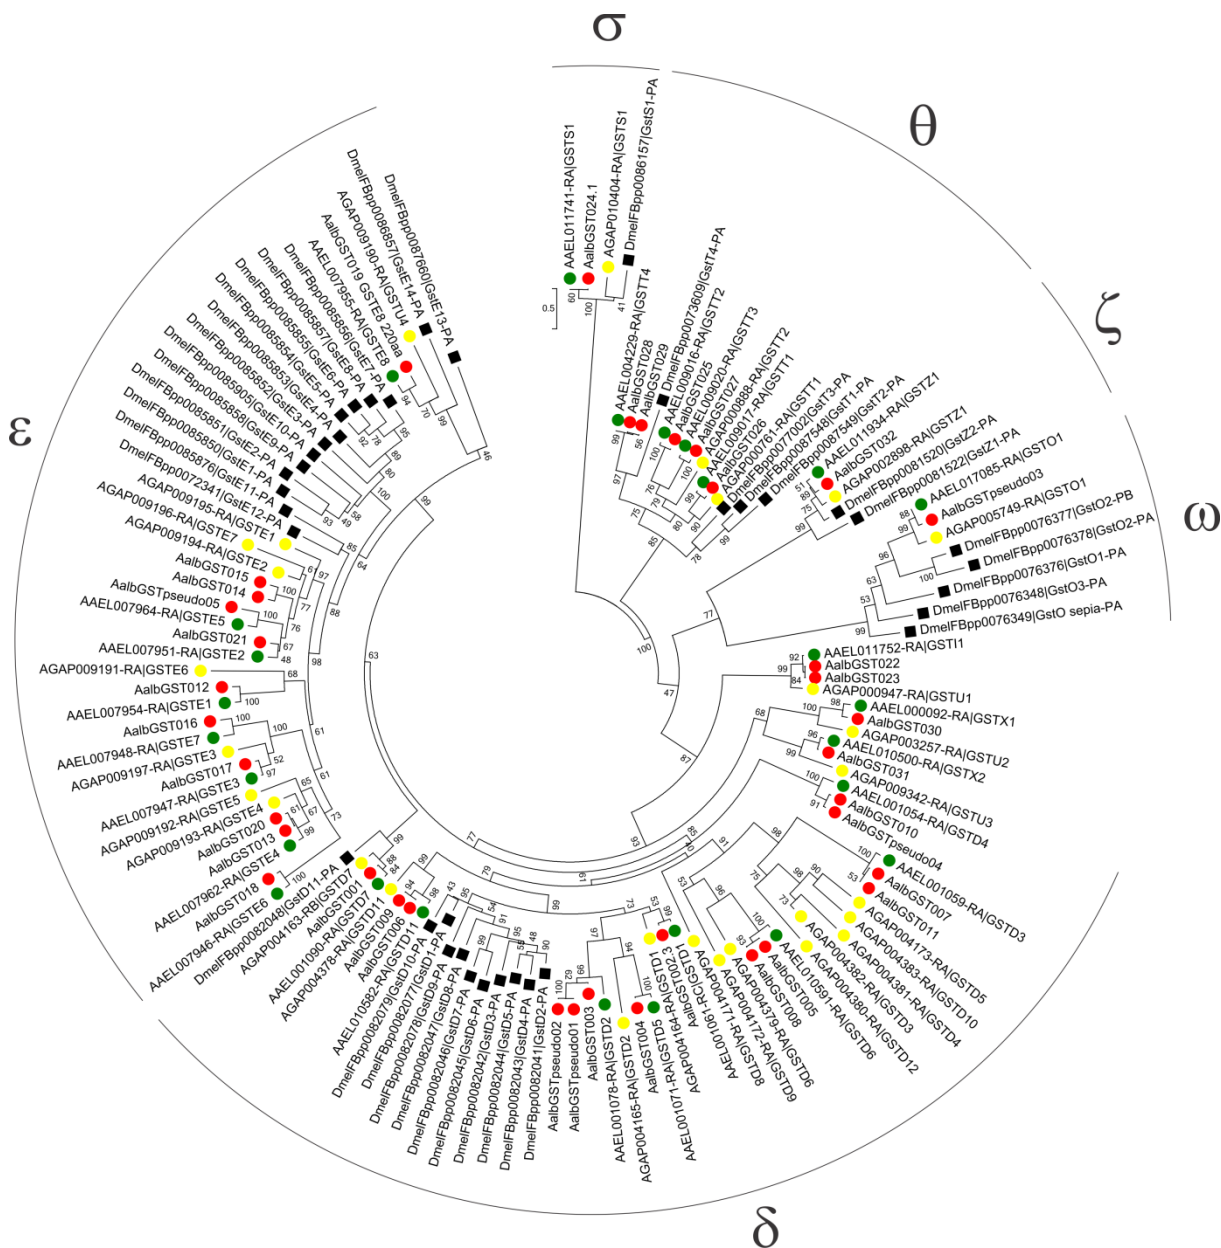 σ
θ
ζ
ω
δ
ε
0.5
AAEL011741-RA|GSTS1
AalbGST024.1
AGAP010404-RA|GSTS1
DmelFBpp0086157|GstS1-PA
AAEL004229-RA|GSTT4
AalbGST028
AalbGST029
DmelFBpp0073609|GstT4-PA
AAEL009016-RA|GSTT2
AalbGST025
AAEL009020-RA|GSTT3
AalbGST027
AGAP000888-RA|GSTT2
AAEL009017-RA|GSTT1
AalbGST026
AGAP000761-RA|GSTT1
DmelFBpp0077002|GstT3-PA
DmelFBpp0087548|GstT1-PA
DmelFBpp0087549|GstT2-PA
AAEL011934-RA|GSTZ1
AalbGST032
AGAP002898-RB|GSTZ1
DmelFBpp0081520|GstZ2-PA
DmelFBpp0081522|GstZ1-PA
AAEL017085-RA|GSTO1
AalbGSTpseudo03
AGAP005749-RA|GSTO1
DmelFBpp0076377|GstO2-PB
DmelFBpp0076378|GstO2-PA
DmelFBpp0076376|GstO1-PA
DmelFBpp0076348|GstO3-PA
DmelFBpp0076349|GstO sepia-PA
AAEL011752-RA|GSTI1
AalbGST022
AalbGST023
AGAP000947-RA|GSTU1
AAEL000092-RA|GSTX1
AalbGST030
AGAP003257-RA|GSTU2
AAEL010500-RA|GSTX2
AalbGST031
AGAP009342-RA|GSTU3
AAEL001054-RA|GSTD4
AalbGST010
AalbGSTpseudo04
AAEL001059-RA|GSTD3
AalbGST007
AalbGST011
AGAP004173-RA|GSTD5
AGAP004383-RA|GSTD10
AGAP004381-RA|GSTD4
AGAP004382-RA|GSTD3
AGAP004380-RA|GSTD12
AAEL010591-RA|GSTD6
AalbGST005
AalbGST008
AGAP004379-RA|GSTD6
AGAP004172-RA|GSTD9
AGAP004171-RA|GSTD8
AAEL001061-RC|GSTD1
AalbGST002.3
AGAP004164-RA|GSTD1
AAEL001071-RA|GSTD5
AalbGST004
AGAP004165-RA|GSTD2
AAEL001078-RA|GSTD2
AalbGST003
AalbGSTpseudo01
AalbGSTpseudo02
DmelFBpp0082041|GstD2-PA
DmelFBpp0082043|GstD4-PA
DmelFBpp0082044|GstD5-PA
DmelFBpp0082042|GstD3-PA
DmelFBpp0082045|GstD6-PA
DmelFBpp0082046|GstD7-PA
DmelFBpp0082047|GstD8-PA
DmelFBpp0082078|GstD9-PA
DmelFBpp0082077|GstD1-PA
DmelFBpp0082079|GstD10-PA
AAEL010582-RA|GSTD11
AalbGST006
AalbGST009
AGAP004378-RA|GSTD11
AAEL001090-RA|GSTD7
AalbGST001
AGAP004163-RB|GSTD7
DmelFBpp0082048|GstD11-PA
AAEL007946-RA|GSTE6
AalbGST018
AAEL007962-RA|GSTE4
AalbGST013
AalbGST020
AGAP009193-RA|GSTE4
AGAP009192-RA|GSTE5
AAEL007947-RA|GSTE3
AalbGST017
AGAP009197-RA|GSTE3
AAEL007948-RA|GSTE7
AalbGST016
AAEL007954-RA|GSTE1
AalbGST012
AGAP009191-RA|GSTE6
AAEL007951-RA|GSTE2
AalbGST021
AAEL007964-RA|GSTE5
AalbGSTpseudo05
AalbGST014
AalbGST015
AGAP009194-RA|GSTE2
AGAP009196-RA|GSTE7
AGAP009195-RA|GSTE1
DmelFBpp0072341|GstE12-PA
DmelFBpp0085876|GstE11-PA
DmelFBpp0085850|GstE1-PA
DmelFBpp0085851|GstE2-PA
DmelFBpp0085905|GstE10-PA
DmelFBpp0085858|GstE9-PA
DmelFBpp0085852|GstE3-PA
DmelFBpp0085853|GstE4-PA
DmelFBpp0085854|GstE5-PA
DmelFBpp0085855|GstE6-PA
DmelFBpp0085857|GstE8-PA
DmelFBpp0085856|GstE7-PA
AAEL007955-RA|GSTE8
AalbGST019 GSTE8 220aa
AGAP009190-RA|GSTU4
DmelFBpp0086857|GstE14-PA
DmelFBpp0087660|GstE13-PA